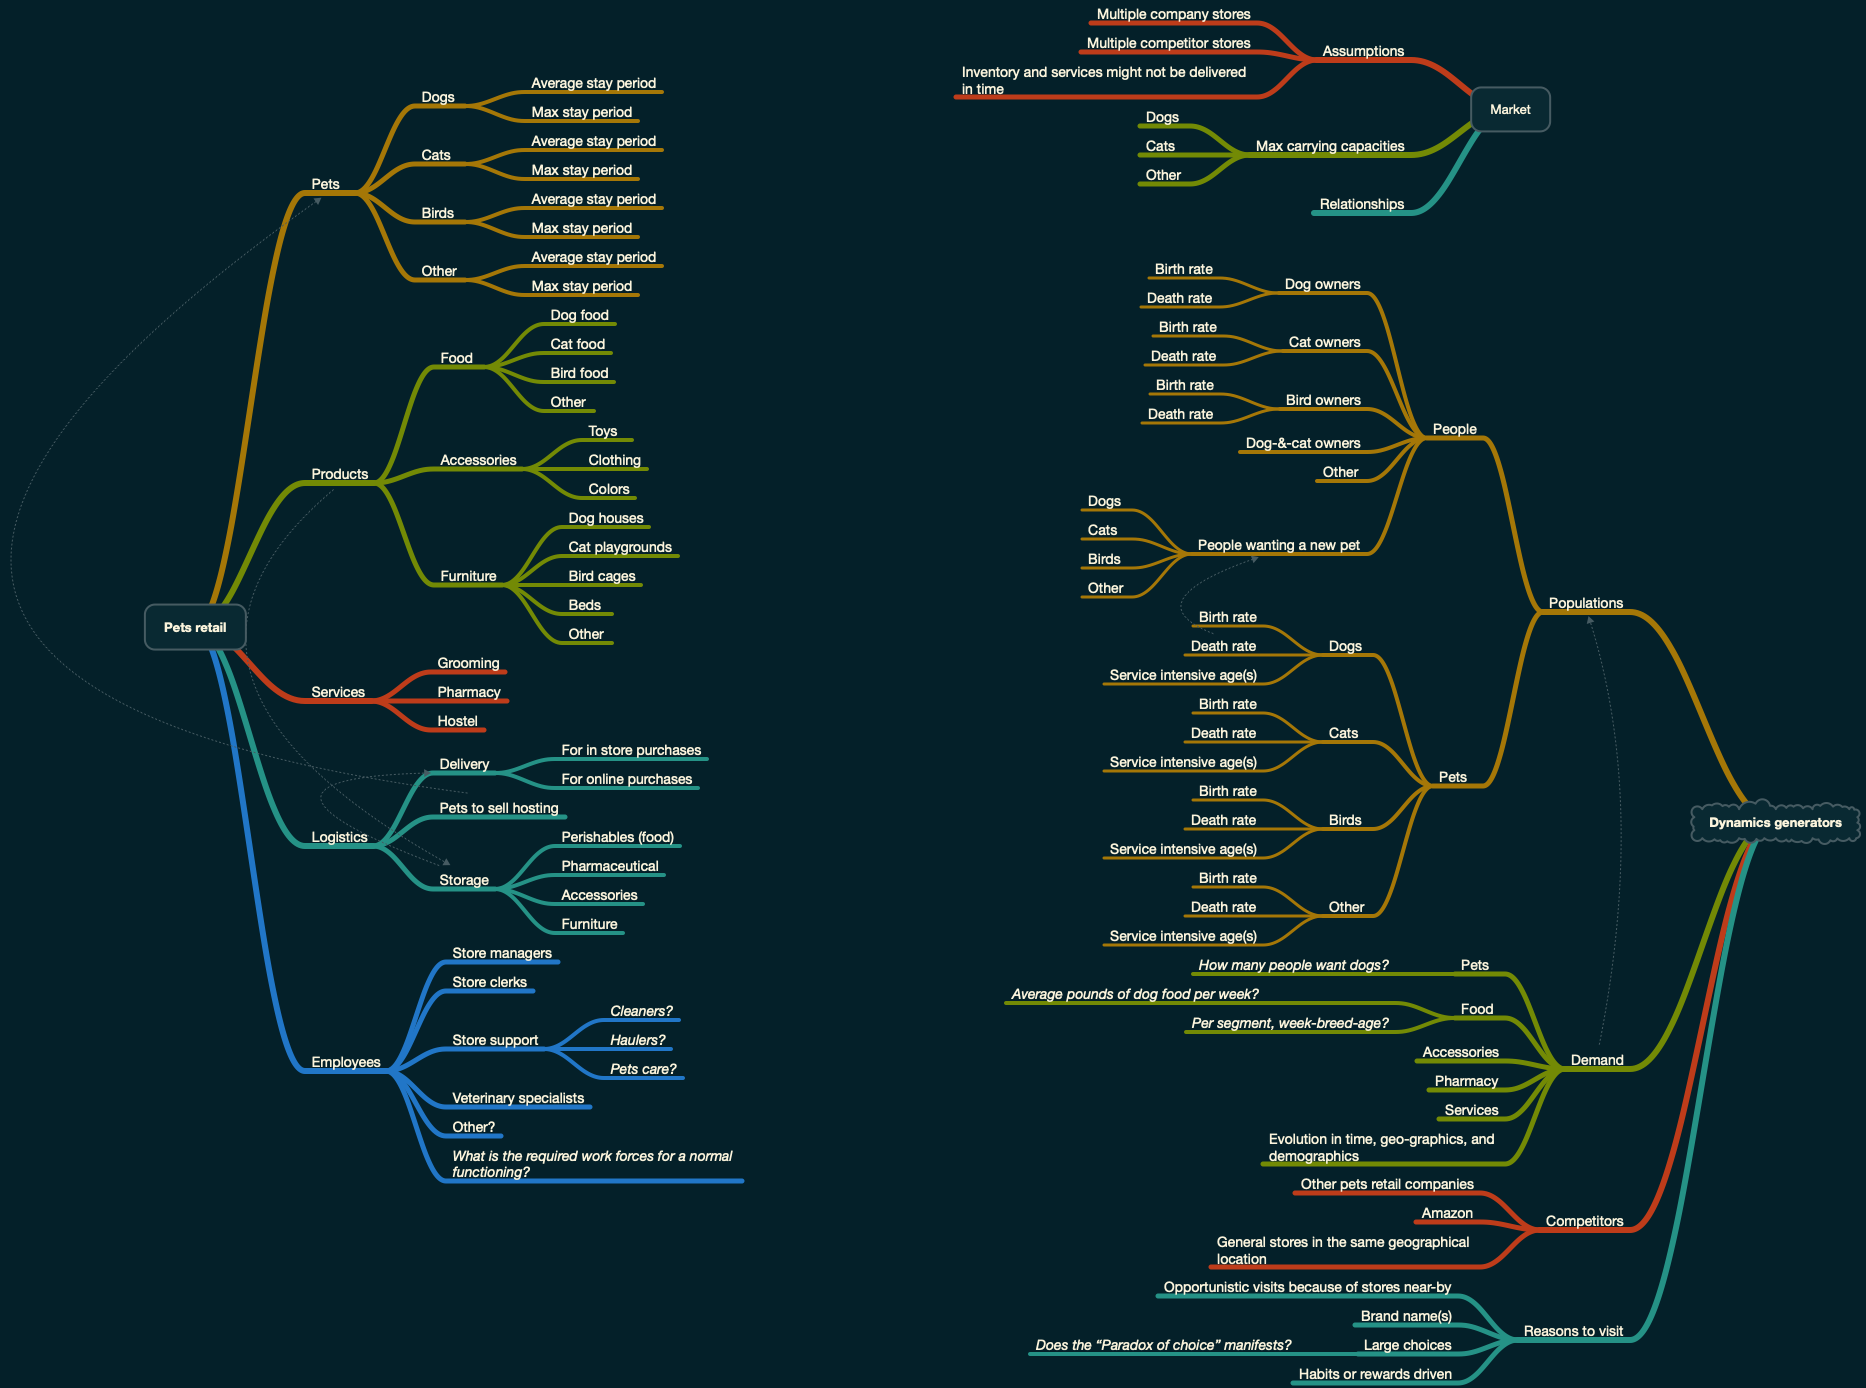 Pets retail
Pets
Dogs
Average stay period
Max stay period
Cats
Average stay period
Max stay period
Birds
Average stay period
Max stay period
Other
Average stay period
Max stay period
Products
Food
Dog food
Cat food
Bird food
Other
Accessories
Toys
Clothing
Colors
Furniture
Dog houses
Cat playgrounds
Bird cages
Beds
Other
Services
Grooming
Pharmacy
Hostel
Logistics
Delivery
For in store purchases
For online purchases
Pets to sell hosting
Storage
Perishables (food)
Pharmaceutical
Accessories
Furniture
Employees
Store managers
Store clerks
Store support
Cleaners?
Haulers?
Pets care?
Veterinary specialists
Other?
What is the required work forces for a normal
functioning?
Market
Assumptions
Multiple company stores
Multiple competitor stores
Inventory and services might not be delivered
in time
Max carrying capacities
Dogs
Cats
Other
Relationships
Dynamics generators
Populations
People
Dog owners
Birth rate
Death rate
Cat owners
Birth rate
Death rate
Bird owners
Birth rate
Death rate
Dog-&-cat owners
Other
People wanting a new pet
Dogs
Cats
Birds
Other
Pets
Dogs
Birth rate
Death rate
Service intensive age(s)
Cats
Birth rate
Death rate
Service intensive age(s)
Birds
Birth rate
Death rate
Service intensive age(s)
Other
Birth rate
Death rate
Service intensive age(s)
Demand
Pets
How many people want dogs?
Food
Average pounds of dog food per week?
Per segment, week-breed-age?
Accessories
Pharmacy
Services
Evolution in time, geo-graphics, and
demographics
Competitors
Other pets retail companies
Amazon
General stores in the same geographical
location
Reasons to visit
Opportunistic visits because of stores near-by
Brand name(s)
Large choices
Does the “Paradox of choice” manifests?
Habits or rewards driven